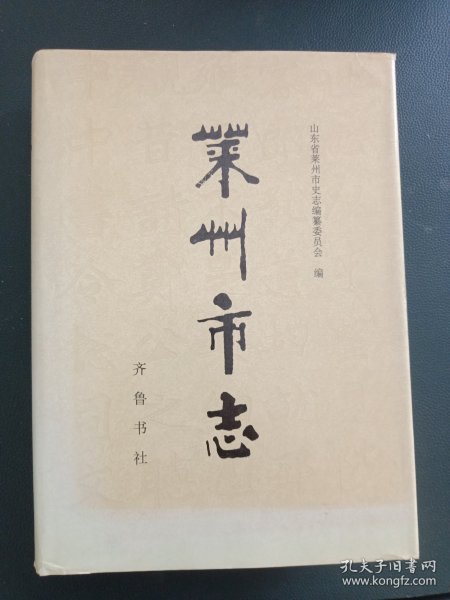 山东省莱州市史志编纂委员会 编
莱州市志
齐鲁书社
孔夫子旧书网
www.kongfz.com